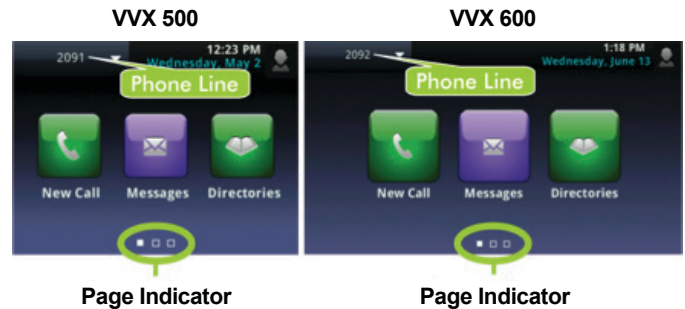 VVX 500
2091
12:23 PM
Wednesday, May 2
Phone Line
New Call Messages Directories
Page Indicator
VVX 600
2092
1:18 PM
Wednesday, June 13
Phone Line
New Call Messages Directories
Page Indicator